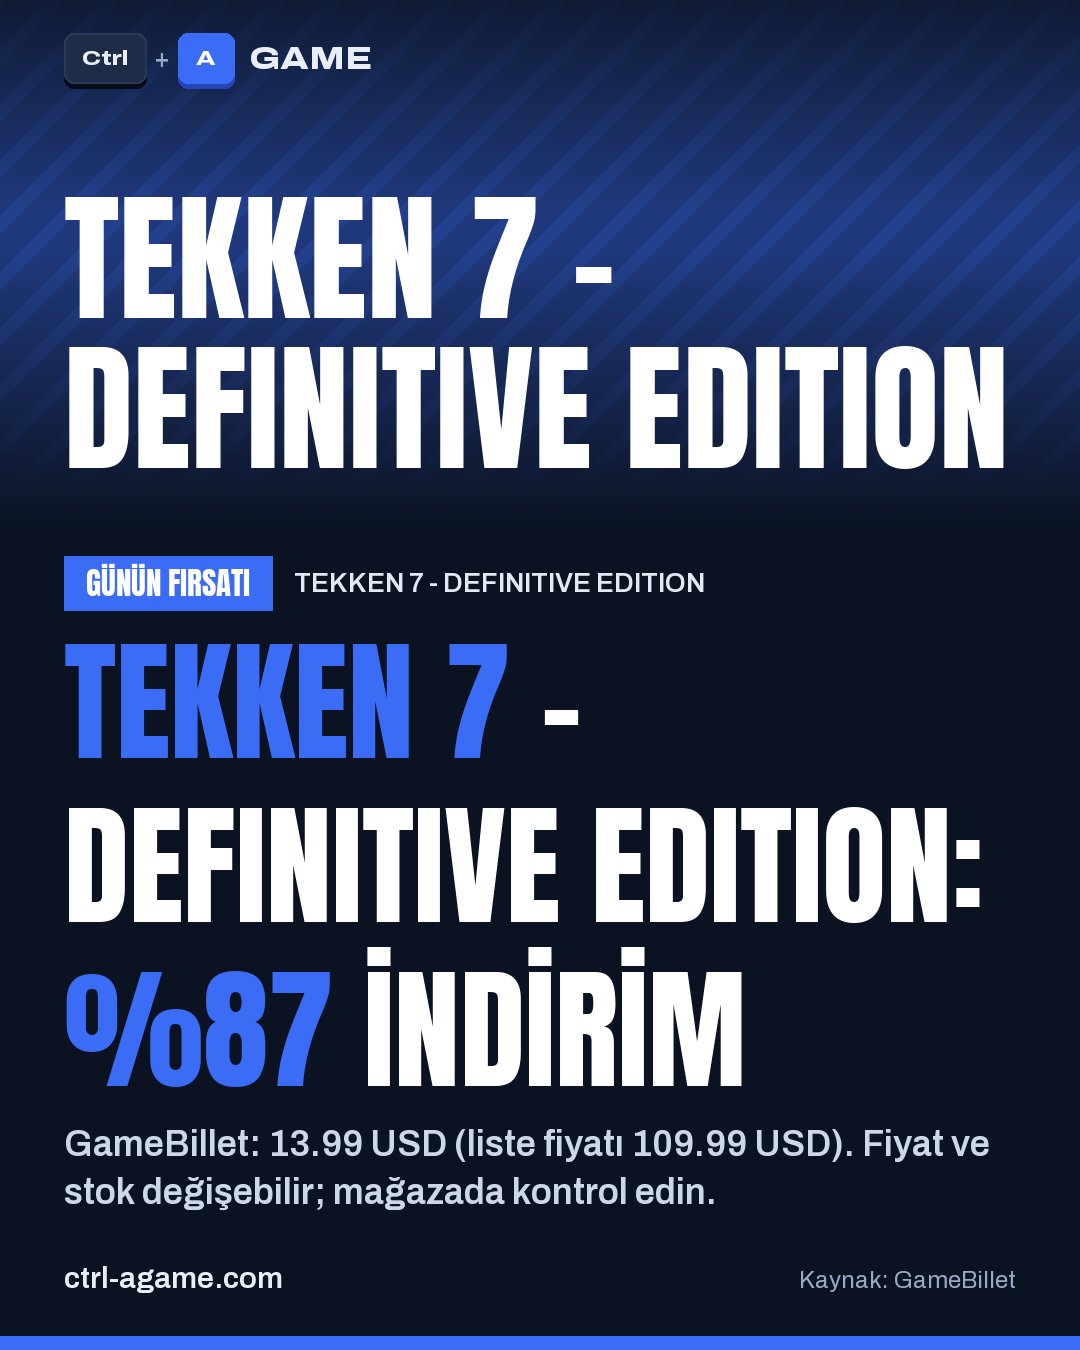 Ctrl + A GAME
TEKKEN 7 -
DEFINITIVE EDITION
GÜNÜN FIRSATI TEKKEN 7 - DEFINITIVE EDITION
TEKKEN 7 -
DEFINITIVE EDITION:
%87 İNDİRİM
GameBillet: 13.99 USD (liste fiyatı 109.99 USD). Fiyat ve
stok değişebilir; mağazada kontrol edin.
ctrl-agame.com Kaynak: GameBillet